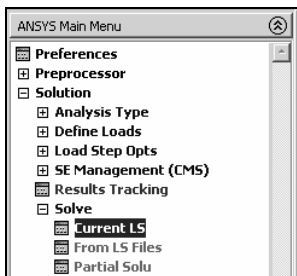 ANSYS Main Menu
Preferences
Preprocessor
Solution
Analysis Type
Define Loads
Load Step Opts
SE Management (CMS)
Results Tracking
Solve
Current LS
From LS Files
Partial Solu